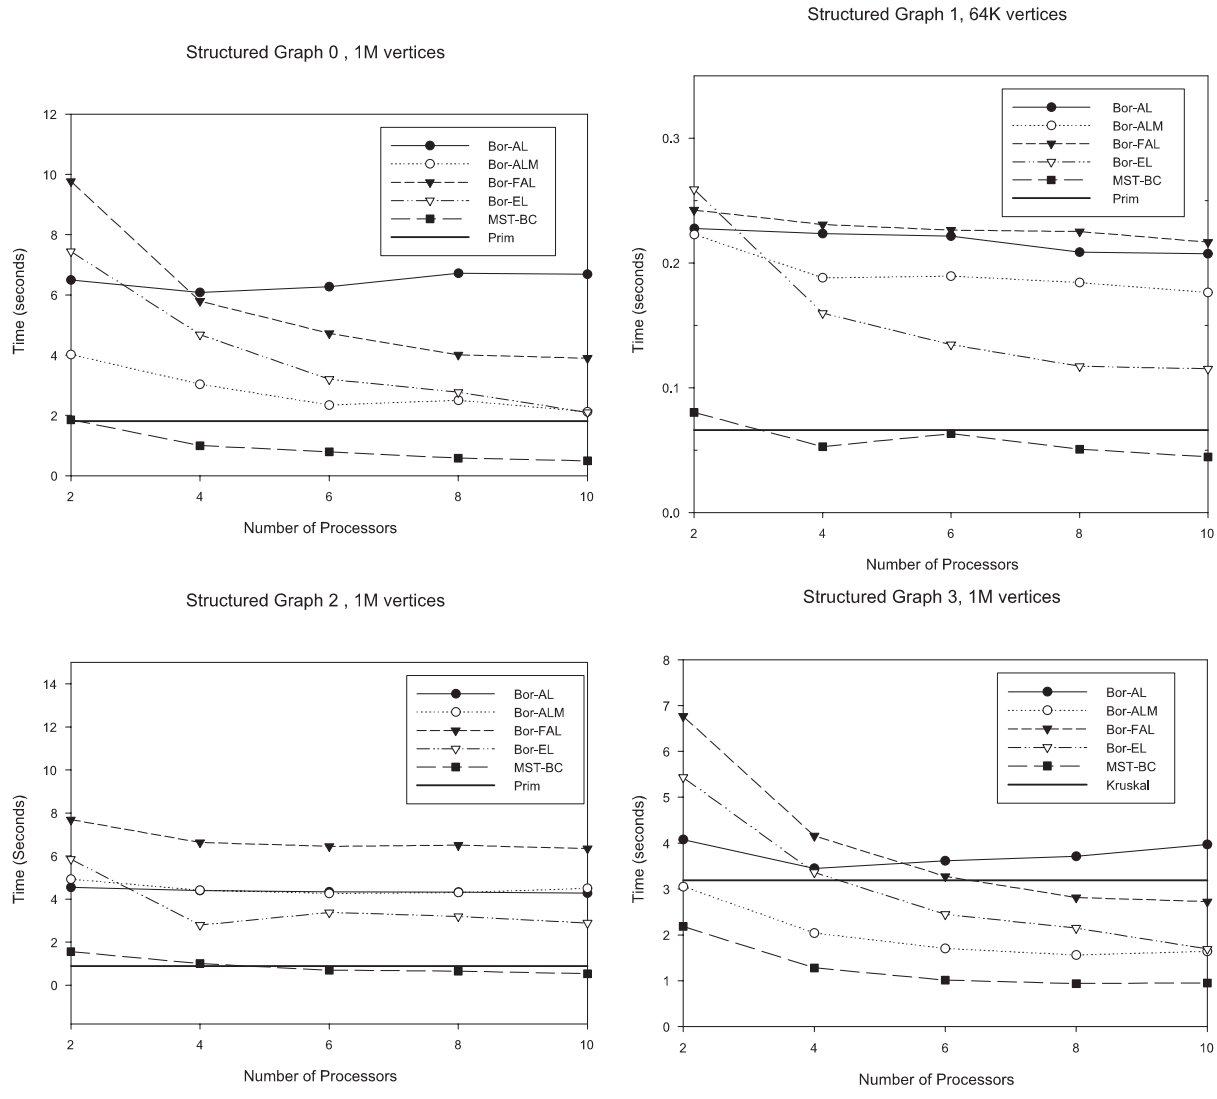 Structured Graph 0 , 1M vertices
Time (seconds)
12
10
8
6
4
2
0
Bor-AL
Bor-ALM
Bor-FAL
Bor-EL
MST-BC
Prim
2 4 6 8 10
Number of Processors
Structured Graph 1, 64K vertices
Time (seconds)
0.3
0.2
0.1
0.0
Bor-AL
Bor-ALM
Bor-FAL
Bor-EL
MST-BC
Prim
2 4 6 8 10
Number of Processors
Structured Graph 2 , 1M vertices
Time (Seconds)
14
12
10
8
6
4
2
0
Bor-AL
Bor-ALM
Bor-FAL
Bor-EL
MST-BC
Prim
2 4 6 8 10
Number of Processors
Structured Graph 3, 1M vertices
Time (seconds)
8
7
6
5
4
3
2
1
0
Bor-AL
Bor-ALM
Bor-FAL
Bor-EL
MST-BC
Kruskal
2 4 6 8 10
Number of Processors